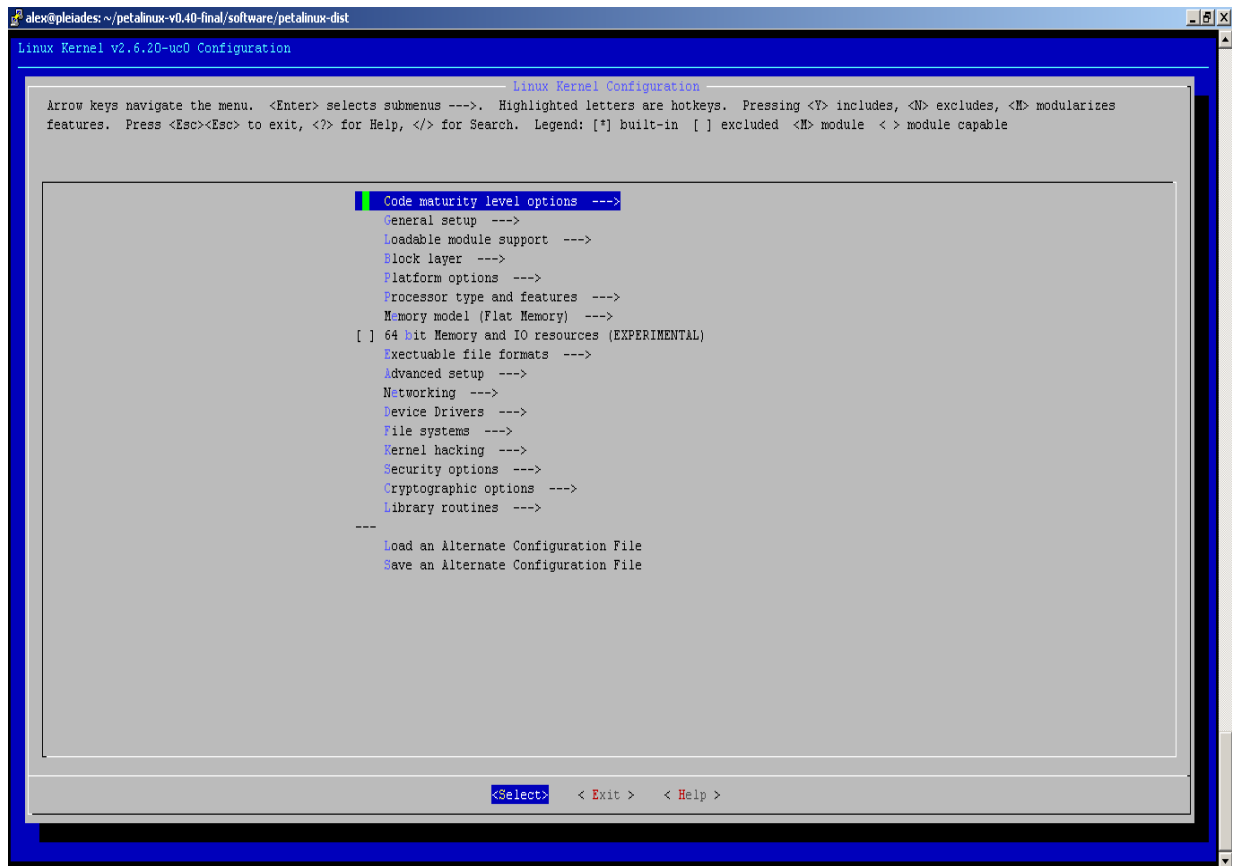 alex@pleiades: ~/petalinux-v0.40-final/software/petalinux-dist
Linux Kernel v2.6.20-uc0 Configuration
Linux Kernel Configuration
Arrow keys navigate the menu. <Enter> selects submenus --->. Highlighted letters are hotkeys. Pressing <Y> includes, <N> excludes, <M> modularizes
features. Press <Esc><Esc> to exit, <?> for Help, </> for Search. Legend: [*] built-in [ ] excluded <M> module < > module capable
Code maturity level options --->
General setup --->
Loadable module support --->
Block layer --->
Platform options --->
Processor type and features --->
Memory model (Flat Memory) --->
[ ] 64 bit Memory and IO resources (EXPERIMENTAL)
Exectuable file formats --->
Advanced setup --->
Networking --->
Device Drivers --->
File systems --->
Kernel hacking --->
Security options --->
Cryptographic options --->
Library routines --->
---
Load an Alternate Configuration File
Save an Alternate Configuration File
<Select> < Exit > < Help >